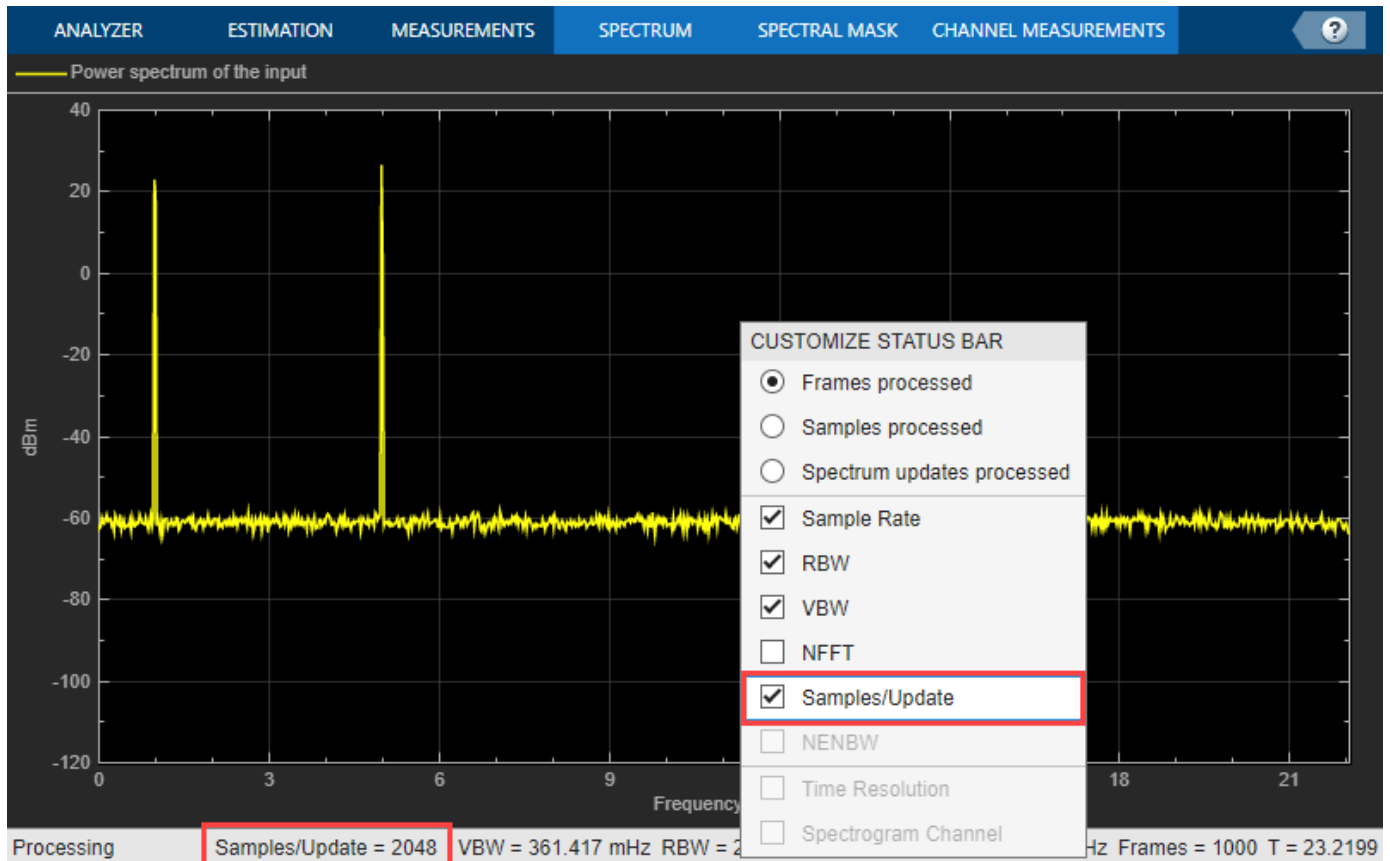 ANALYZER ESTIMATION MEASUREMENTS SPECTRUM SPECTRAL MASK CHANNEL MEASUREMENTS ?
Power spectrum of the input
40
20
0
-20
-40
-60
-80
-100
-120
dBm
0 3 6 9 18 21
Frequency
CUSTOMIZE STATUS BAR
Frames processed
Samples processed
Spectrum updates processed
Sample Rate
RBW
VBW
NFFT
Samples/Update
NENBW
Time Resolution
Spectrogram Channel
Processing Samples/Update = 2048 VBW = 361.417 mHz RBW = 2 Hz Frames = 1000 T = 23.2199